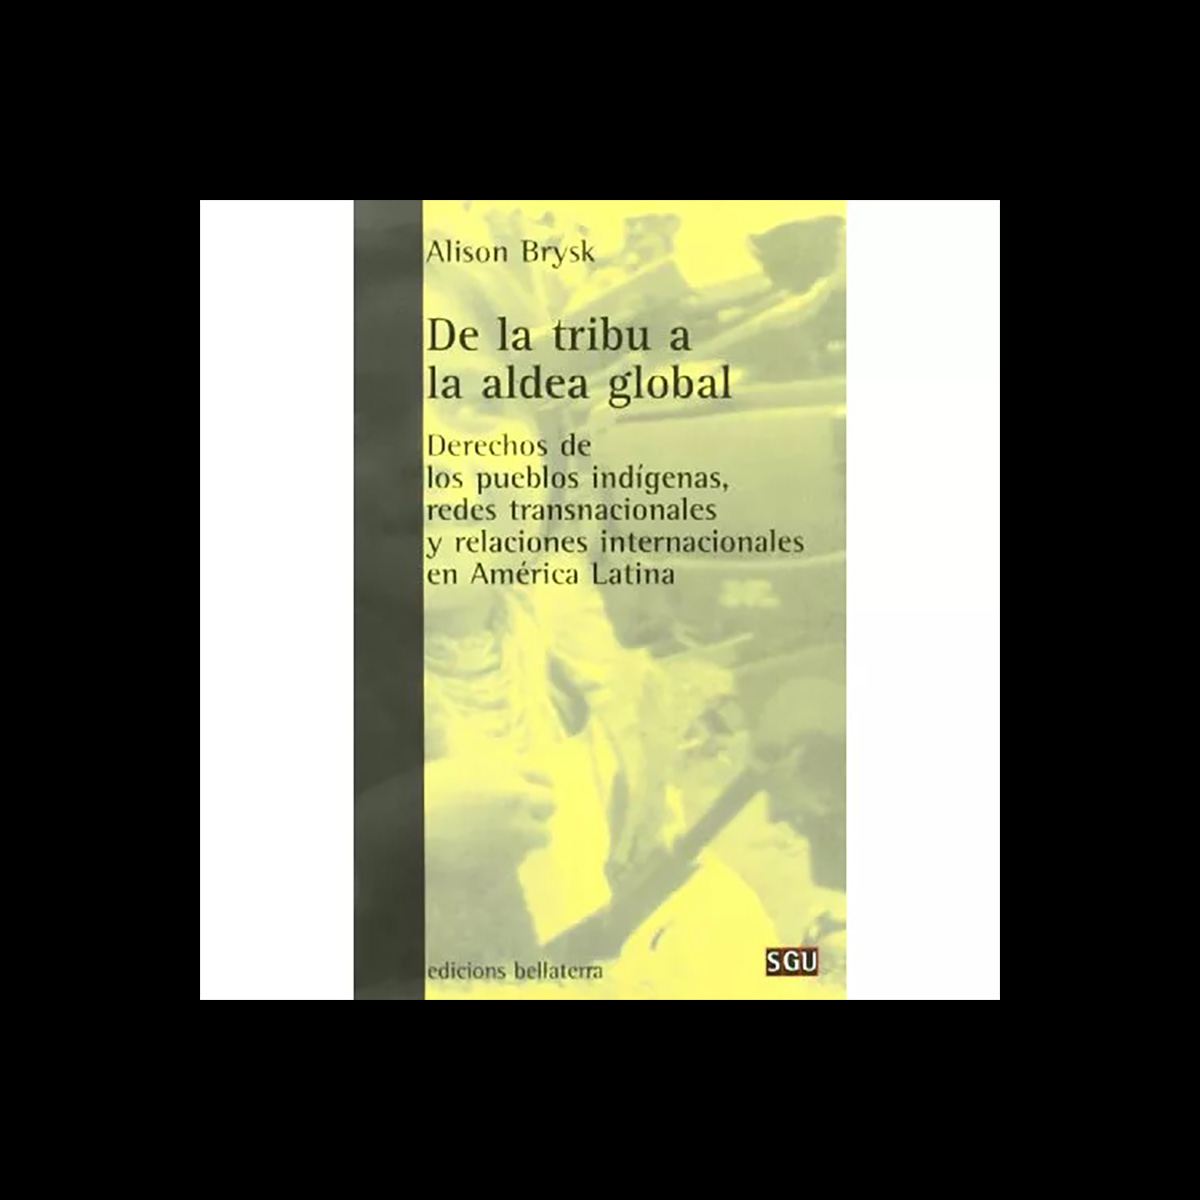 Alison Brysk
De la tribu a
la aldea global
Derechos de
los pueblos indígenas,
redes transnacionales
y relaciones internacionales
en América Latina
edicions bellaterra
SGU